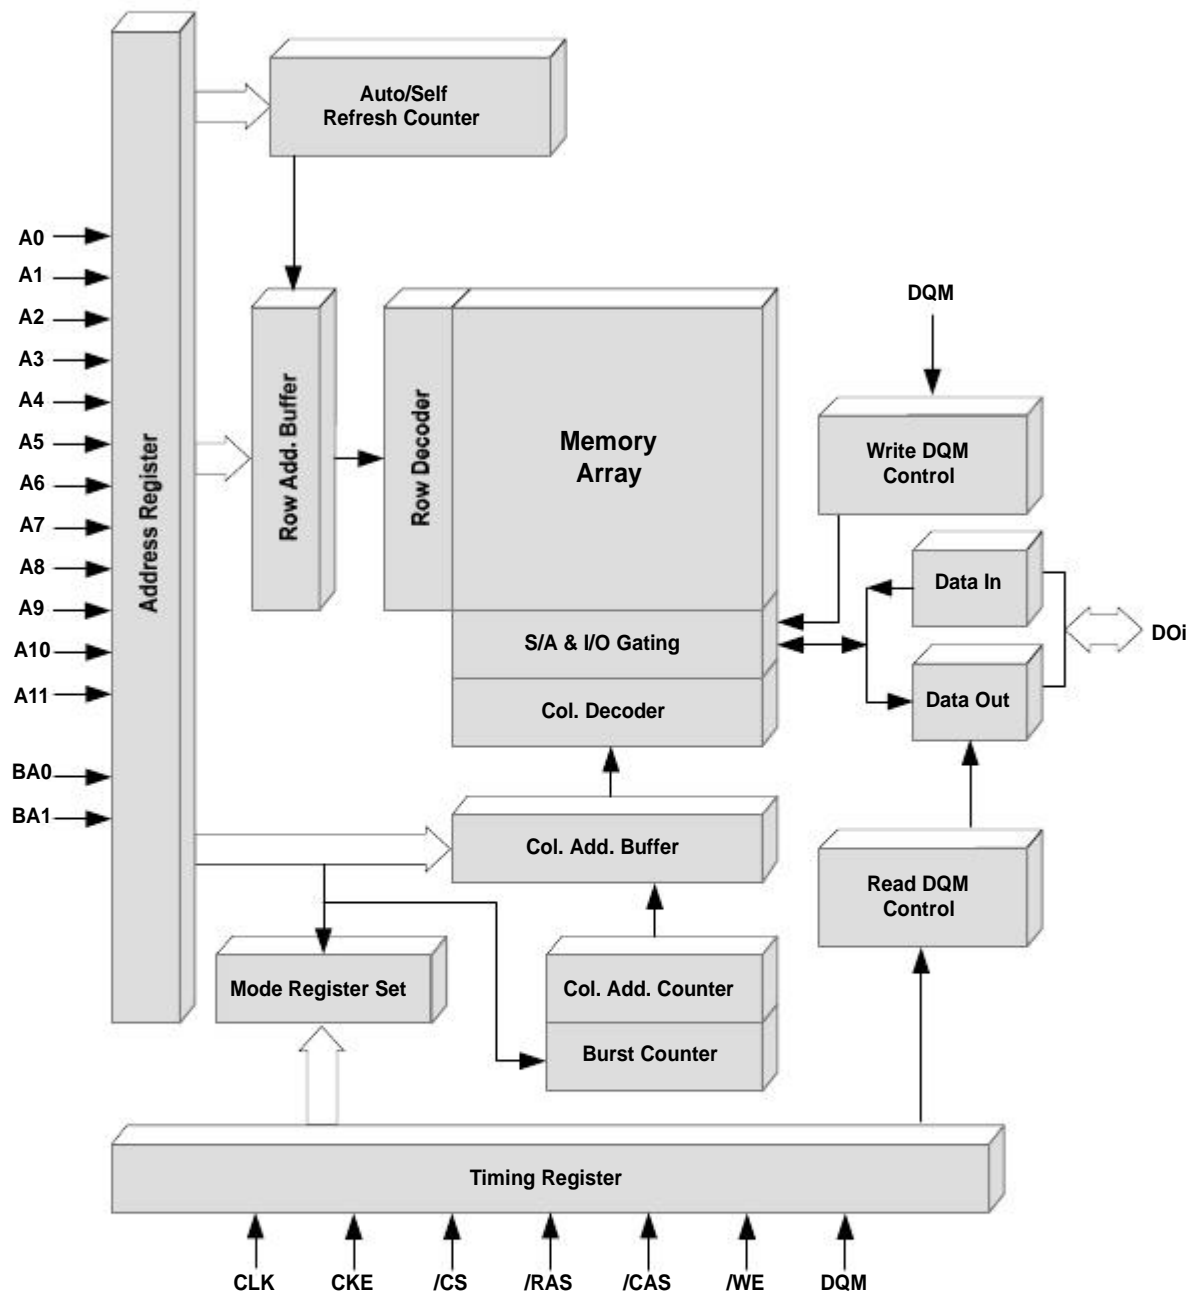 Auto/Self
Refresh Counter
A0
A1
A2
A3
A4
A5
A6
A7
A8
A9
A10
A11
BA0
BA1
Address Register
Row Add. Buffer
Row Decoder
Memory
Array
S/A & I/O Gating
Col. Decoder
DQM
Write DQM
Control
Data In
Data Out
DOi
Col. Add. Buffer
Read DQM
Control
Mode Register Set
Col. Add. Counter
Burst Counter
Timing Register
CLK
CKE
/CS
/RAS
/CAS
/WE
DQM